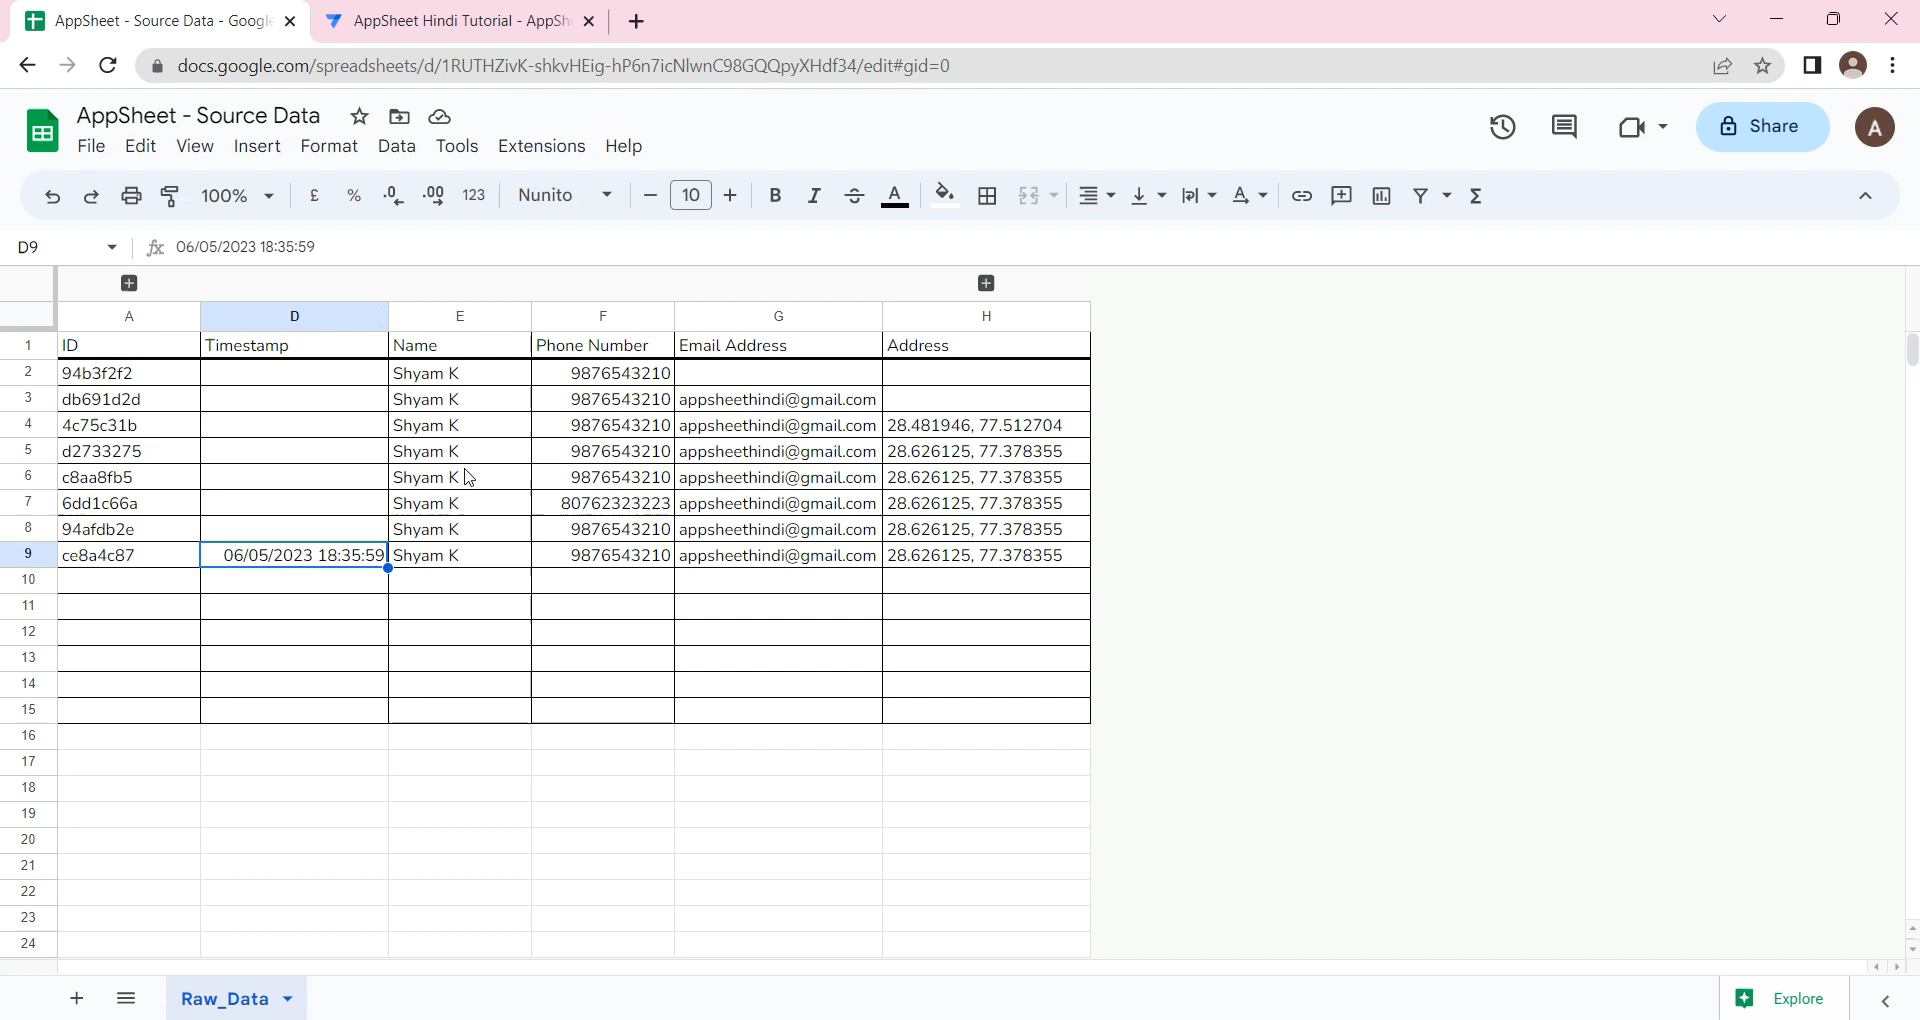 AppSheet - Source Data - Google
AppSheet Hindi Tutorial - AppSh
docs.google.com/spreadsheets/d/1RUTHZivK-shkvHEig-hP6n7icNlwnC98GQQpyXHdf34/edit#gid=0
AppSheet - Source Data
File Edit View Insert Format Data Tools Extensions Help
Share
A
100% £ % .0 .00 123 Nunito 10 B I A Σ
D9 fx 06/05/2023 18:35:59
A D E F G H
1 ID Timestamp Name Phone Number Email Address Address
2 94b3f2f2 Shyam K 9876543210
3 db691d2d Shyam K 9876543210 appsheethindi@gmail.com
4 4c75c31b Shyam K 9876543210 appsheethindi@gmail.com 28.481946, 77.512704
5 d2733275 Shyam K 9876543210 appsheethindi@gmail.com 28.626125, 77.378355
6 c8aa8fb5 Shyam K 9876543210 appsheethindi@gmail.com 28.626125, 77.378355
7 6dd1c66a Shyam K 80762323223 appsheethindi@gmail.com 28.626125, 77.378355
8 94afdb2e Shyam K 9876543210 appsheethindi@gmail.com 28.626125, 77.378355
9 ce8a4c87 06/05/2023 18:35:59 Shyam K 9876543210 appsheethindi@gmail.com 28.626125, 77.378355
10
11
12
13
14
15
16
17
18
19
20
21
22
23
24
Raw_Data
Explore